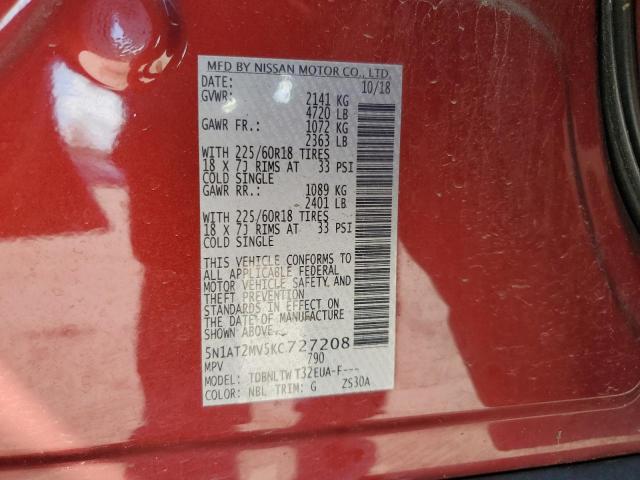 MFD BY NISSAN MOTOR CO., LTD.
DATE: 10/18
GVWR: 2141 KG
4720 LB
GAWR FR.: 1072 KG
2363 LB
WITH 225/60R18 TIRES
18 X 7J RIMS AT 33 PSI
COLD SINGLE
GAWR RR.: 1089 KG
2401 LB
WITH 225/60R18 TIRES
18 X 7J RIMS AT 33 PSI
COLD SINGLE
THIS VEHICLE CONFORMS TO
ALL APPLICABLE FEDERAL
MOTOR VEHICLE SAFETY, AND
THEFT PREVENTION
STANDARDS IN EFFECT ON
THE DATE OF MANUFACTURE
SHOWN ABOVE.
5N1AT2MV5KC727208
MPV 790
MODEL: TDBNLTW T32EUA-F---
COLOR: NBL TRIM: G ZS30A